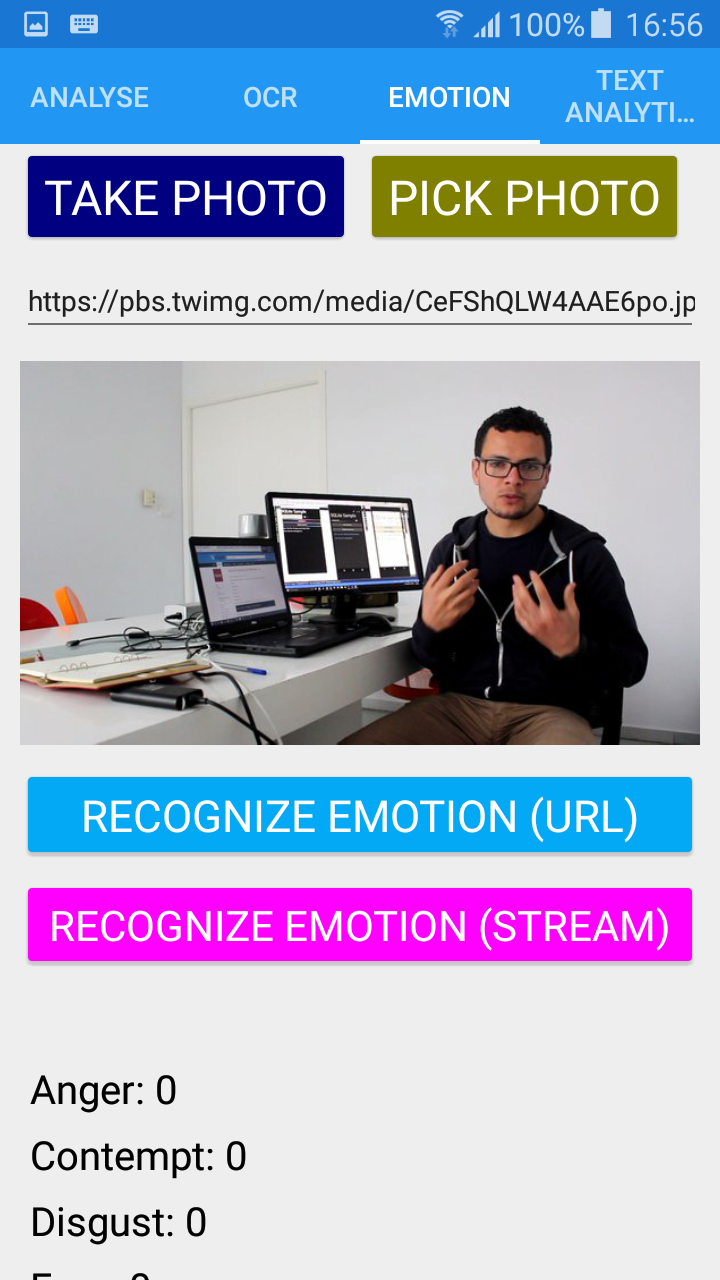 100% 16:56
ANALYSE
OCR
EMOTION
TEXT
ANALYTI...
TAKE PHOTO
PICK PHOTO
https://pbs.twimg.com/media/CeFShQLW4AAE6po.jp
RECOGNIZE EMOTION (URL)
RECOGNIZE EMOTION (STREAM)
Anger: 0
Contempt: 0
Disgust: 0